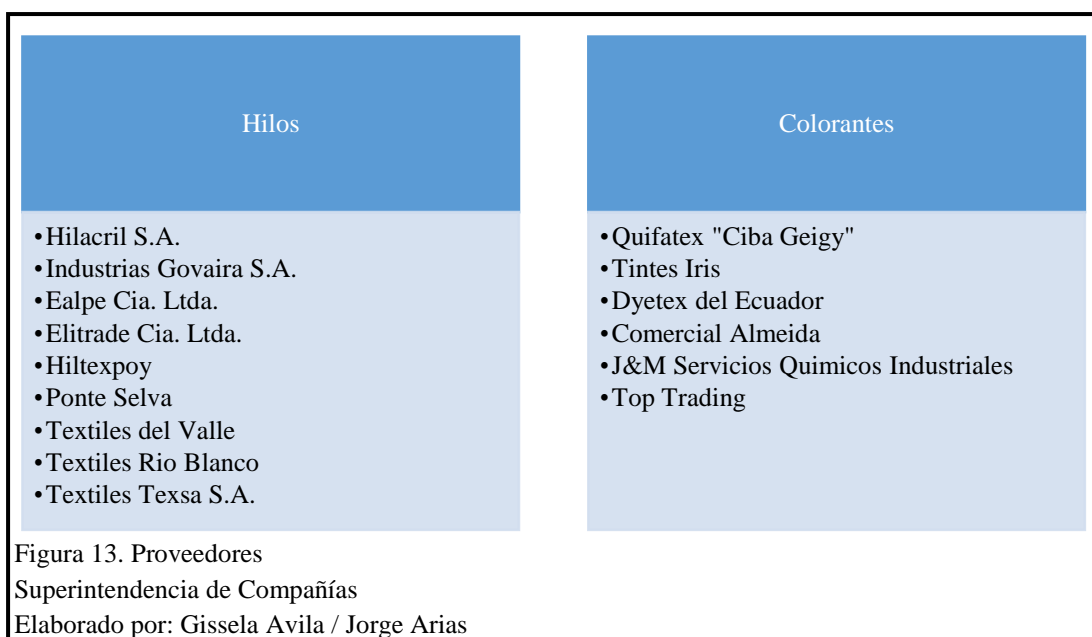 Hilos
•Hilacril S.A.
•Industrias Govaira S.A.
•Ealpe Cia. Ltda.
•Elitrade Cia. Ltda.
•Hiltexpoy
•Ponte Selva
•Textiles del Valle
•Textiles Rio Blanco
•Textiles Texsa S.A.
Colorantes
•Quifatex "Ciba Geigy"
•Tintes Iris
•Dyetex del Ecuador
•Comercial Almeida
•J&M Servicios Quimicos Industriales
•Top Trading
Figura 13. Proveedores
Superintendencia de Compañías
Elaborado por: Gissela Avila / Jorge Arias